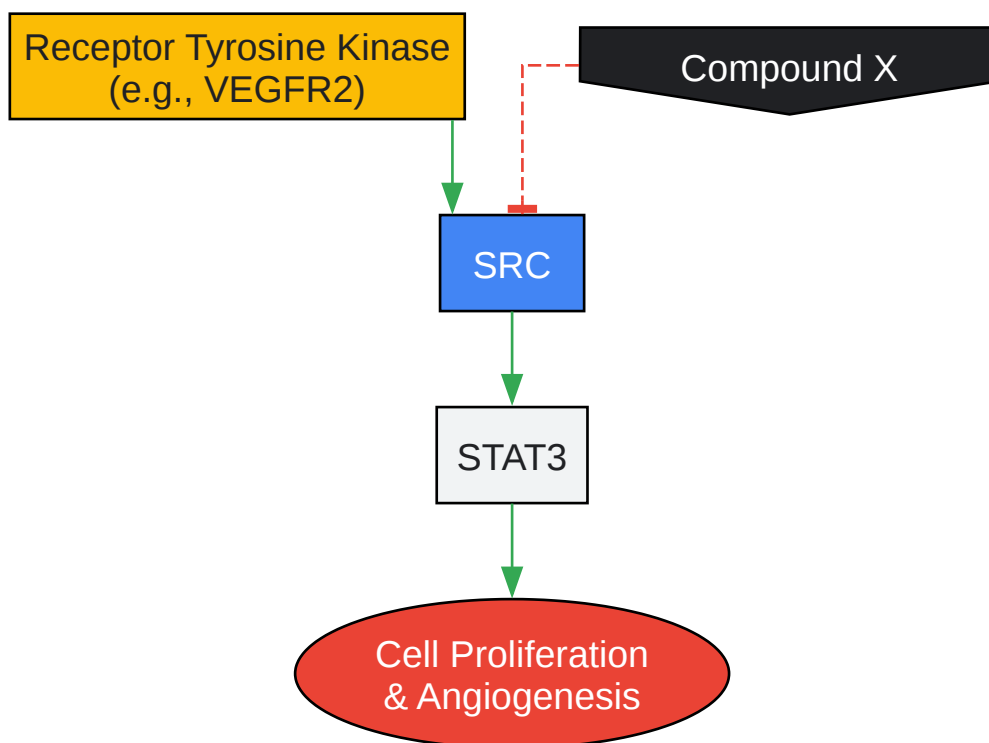 Receptor Tyrosine Kinase
(e.g., VEGFR2)
Compound X
SRC
STAT3
Cell Proliferation
& Angiogenesis